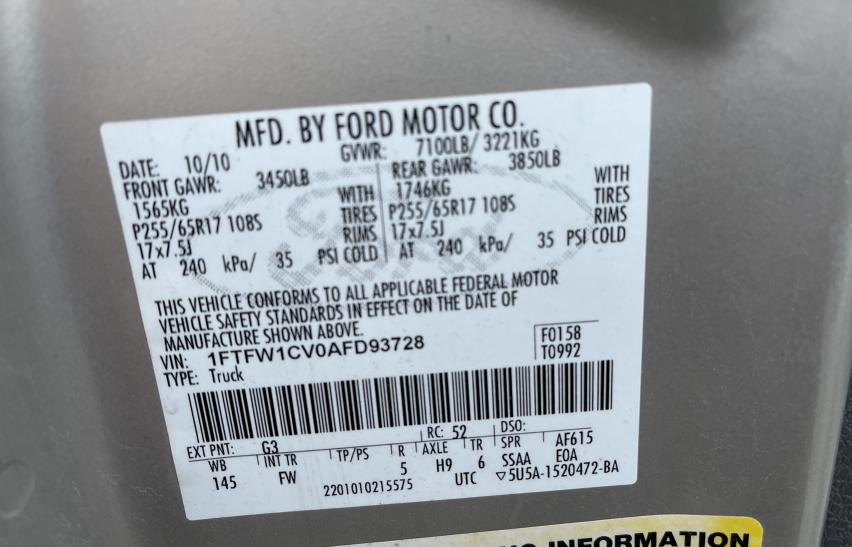 MFD. BY FORD MOTOR CO.
DATE: 10/10 GVWR: 7100LB/ 3221KG
FRONT GAWR: 3450LB REAR GAWR: 3850LB
1565KG WITH 1746KG WITH
P255/65R17 108S TIRES P255/65R17 108S TIRES
17x7.5J RIMS 17x7.5J RIMS
AT 240 kPa/ 35 PSI COLD AT 240 kPa/ 35 PSI COLD
THIS VEHICLE CONFORMS TO ALL APPLICABLE FEDERAL MOTOR
VEHICLE SAFETY STANDARDS IN EFFECT ON THE DATE OF
MANUFACTURE SHOWN ABOVE.
VIN: 1FTFW1CV0AFD93728 F0158
TYPE: Truck T0992
EXT PNT: G3 RC: 52 DSO:
WB INT TR TP/PS R AXLE TR SPR AF615
145 FW 5 H9 6 SSAA E0A
2201010215575 UTC ▽5U5A-1520472-BA
INFORMATION